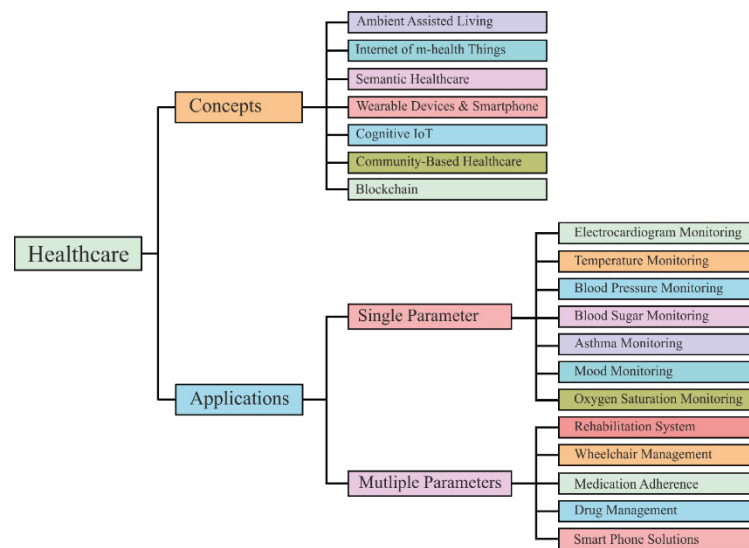 Healthcare
Concepts
Ambient Assisted Living
Internet of m-health Things
Semantic Healthcare
Wearable Devices & Smartphone
Cognitive IoT
Community-Based Healthcare
Blockchain
Applications
Single Parameter
Electrocardiogram Monitoring
Temperature Monitoring
Blood Pressure Monitoring
Blood Sugar Monitoring
Asthma Monitoring
Mood Monitoring
Oxygen Saturation Monitoring
Mutliple Parameters
Rehabilitation System
Wheelchair Management
Medication Adherence
Drug Management
Smart Phone Solutions